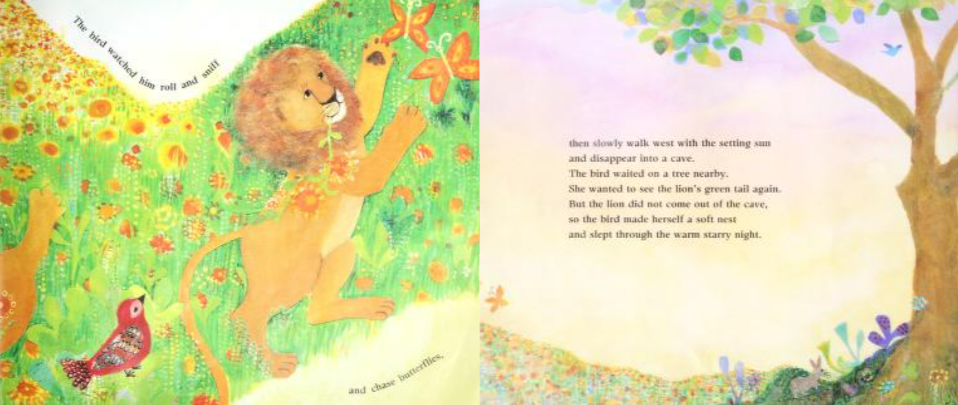 The bird watched him roll and sniff
and chase butterflies,
then slowly walk west with the setting sun
and disappear into a cave.
The bird waited on a tree nearby.
She wanted to see the lion's green tail again.
But the lion did not come out of the cave,
so the bird made herself a soft nest
and slept through the warm starry night.